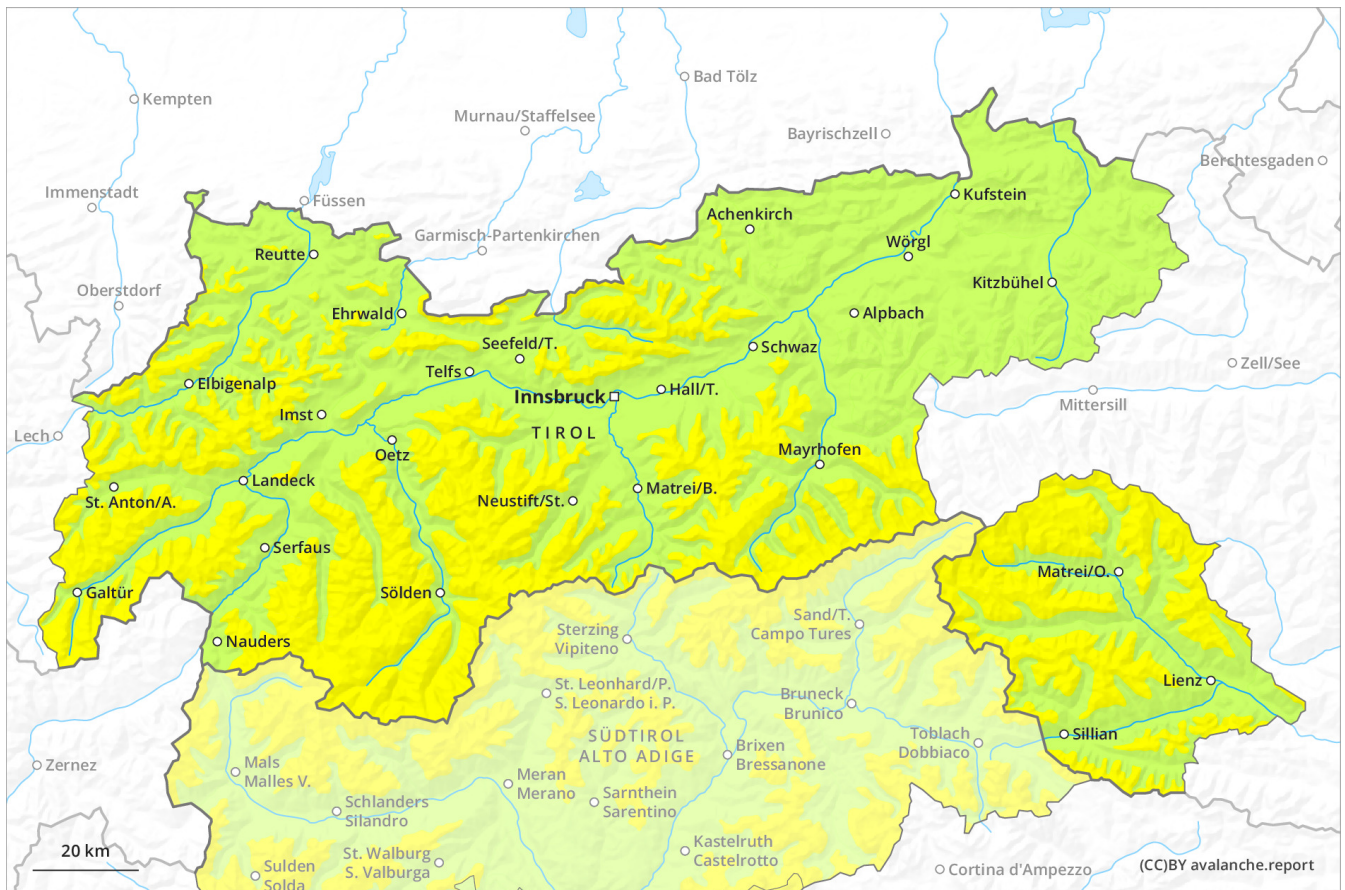 Bad Tölz
Kempten
Murnau/Staffelsee
Bayrischzell
Berchtesgaden
Immenstadt
Füssen
Kufstein
Achenkirch
Garmisch-Partenkirchen
Wörgl
Reutte
Kitzbühel
Oberstdorf
Ehrwald
Alpbach
Seefeld/T.
Schwaz
Zell/See
Telfs
Elbigenalp
Hall/T.
Innsbruck
Mittersill
Imst
Lech
TIROL
Oetz
Mayrhofen
Landeck
Matrei/B.
St. Anton/A.
Neustift/St.
Serfaus
Matrei/O.
Galtür
Sölden
Sand/T.
Campo Tures
Sterzing
Vipiteno
Nauders
Lienz
St. Leonhard/P.
S. Leonardo i. P.
Bruneck
Brunico
SÜDTIROL
ALTO ADIGE
Toblach
Dobbiaco
Sillian
Brixen
Bressanone
Zernez
Mals
Malles V.
Meran
Merano
Sarnthein
Sarentino
Schlanders
Silandro
Kastelruth
Castelrotto
20 km
St. Walburg
S. Valburga
Sulden
Solda
Cortina d'Ampezzo
(CC)BY avalanche.report